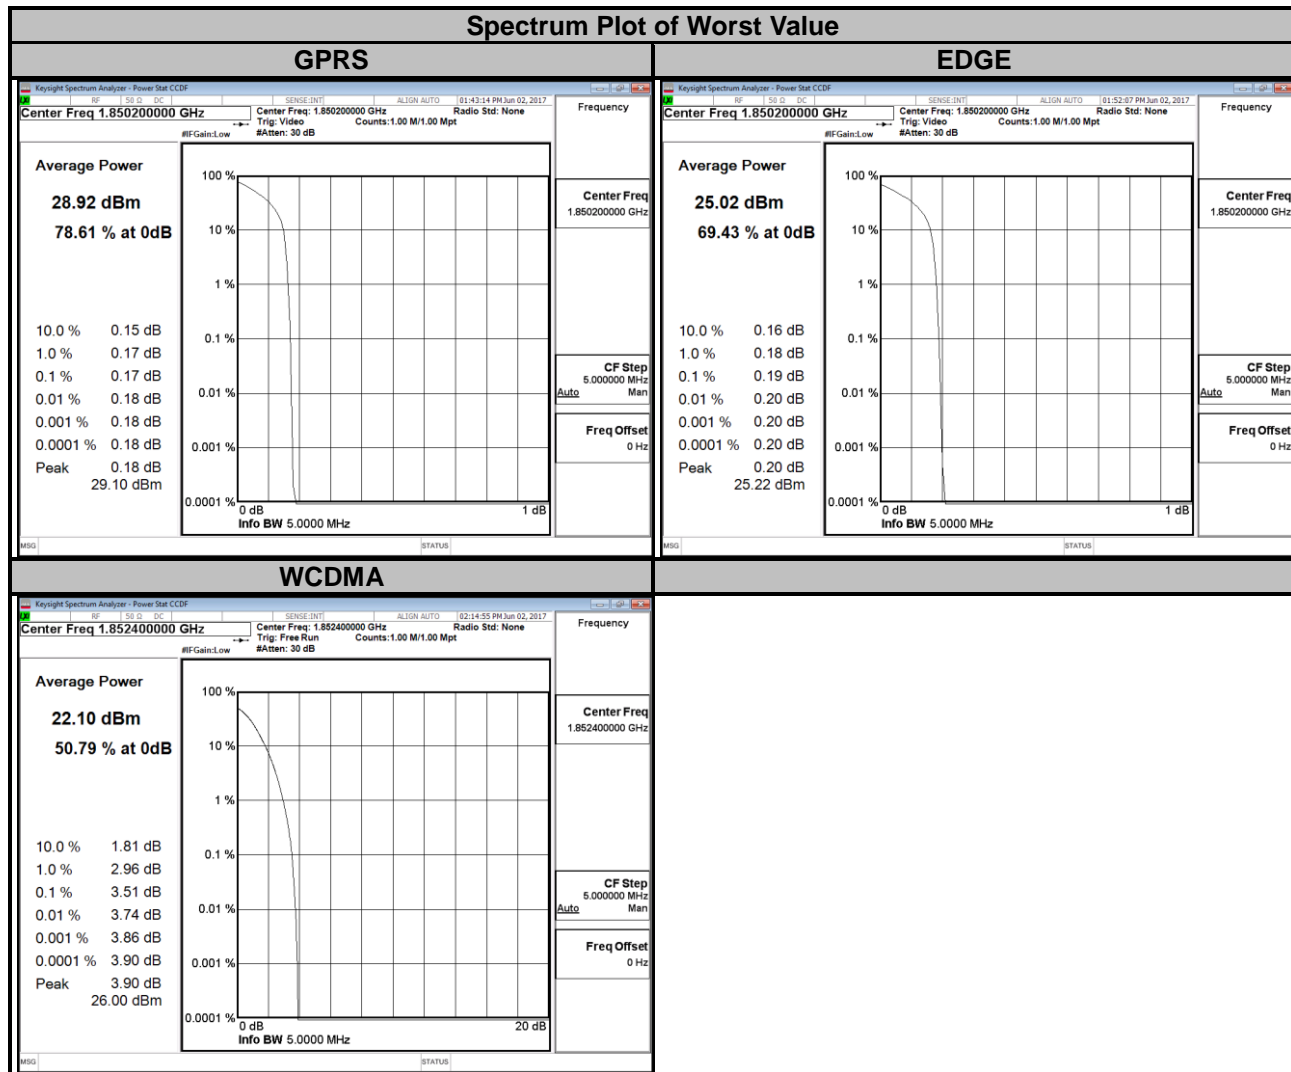 Spectrum Plot of Worst Value
GPRS
Keysight Spectrum Analyzer - Power Stat CCDF
RF 50 Ω DC SENSE:INT ALIGN AUTO 01:43:14 PM Jun 02, 2017
Center Freq 1.850200000 GHz
Center Freq: 1.850200000 GHz Radio Std: None
Trig: Video Counts:1.00 M/1.00 Mpt
#IFGain:Low #Atten: 30 dB
Frequency
Average Power
28.92 dBm
78.61 % at 0dB
10.0 % 0.15 dB
1.0 % 0.17 dB
0.1 % 0.17 dB
0.01 % 0.18 dB
0.001 % 0.18 dB
0.0001 % 0.18 dB
Peak 0.18 dB
29.10 dBm
100 %
10 %
1 %
0.1 %
0.01 %
0.001 %
0.0001 %
0 dB 1 dB
Info BW 5.0000 MHz
Center Freq
1.850200000 GHz
CF Step
5.000000 MHz
Auto Man
Freq Offset
0 Hz
MSG STATUS
EDGE
Keysight Spectrum Analyzer - Power Stat CCDF
RF 50 Ω DC SENSE:INT ALIGN AUTO 01:52:07 PM Jun 02, 2017
Center Freq 1.850200000 GHz
Center Freq: 1.850200000 GHz Radio Std: None
Trig: Video Counts:1.00 M/1.00 Mpt
#IFGain:Low #Atten: 30 dB
Frequency
Average Power
25.02 dBm
69.43 % at 0dB
10.0 % 0.16 dB
1.0 % 0.18 dB
0.1 % 0.19 dB
0.01 % 0.20 dB
0.001 % 0.20 dB
0.0001 % 0.20 dB
Peak 0.20 dB
25.22 dBm
100 %
10 %
1 %
0.1 %
0.01 %
0.001 %
0.0001 %
0 dB 1 dB
Info BW 5.0000 MHz
Center Freq
1.850200000 GHz
CF Step
5.000000 MHz
Auto Man
Freq Offset
0 Hz
MSG STATUS
WCDMA
Keysight Spectrum Analyzer - Power Stat CCDF
RF 50 Ω DC SENSE:INT ALIGN AUTO 02:14:55 PM Jun 02, 2017
Center Freq 1.852400000 GHz
Center Freq: 1.852400000 GHz Radio Std: None
Trig: Free Run Counts:1.00 M/1.00 Mpt
#IFGain:Low #Atten: 30 dB
Frequency
Average Power
22.10 dBm
50.79 % at 0dB
10.0 % 1.81 dB
1.0 % 2.96 dB
0.1 % 3.51 dB
0.01 % 3.74 dB
0.001 % 3.86 dB
0.0001 % 3.90 dB
Peak 3.90 dB
26.00 dBm
100 %
10 %
1 %
0.1 %
0.01 %
0.001 %
0.0001 %
0 dB 20 dB
Info BW 5.0000 MHz
Center Freq
1.852400000 GHz
CF Step
5.000000 MHz
Auto Man
Freq Offset
0 Hz
MSG STATUS